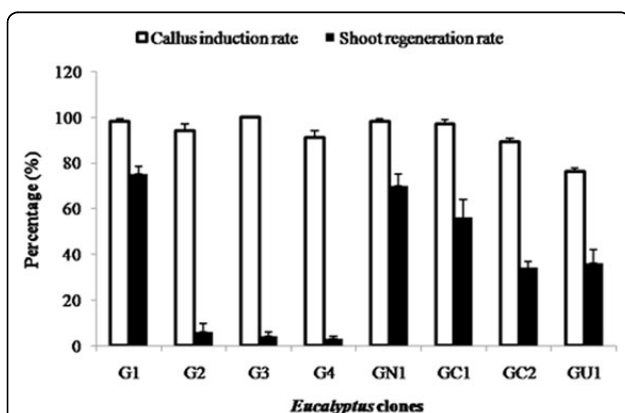 Callus induction rate Shoot regeneration rate
120
100
80
60
40
20
0
Percentage (%)
G1 G2 G3 G4 GN1 GC1 GC2 GU1
Eucalyptus clones